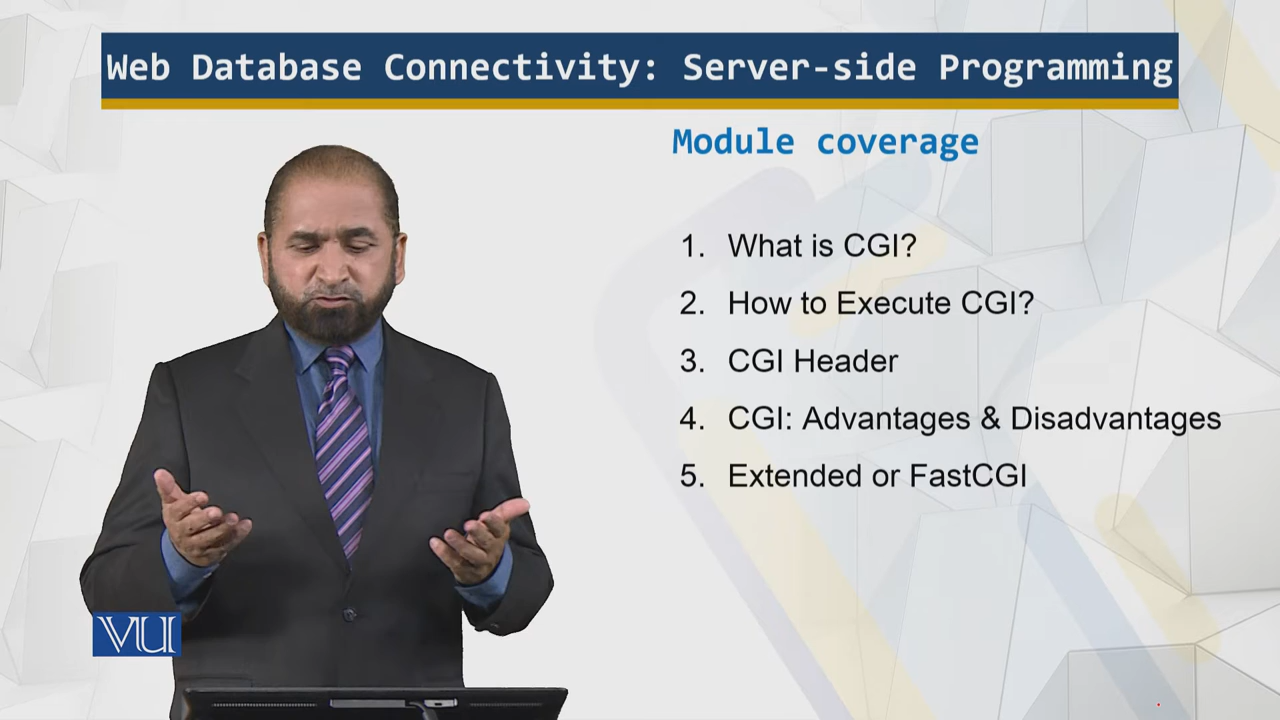 Web Database Connectivity: Server-side Programming
Module coverage
1. What is CGI?
2. How to Execute CGI?
3. CGI Header
4. CGI: Advantages & Disadvantages
5. Extended or FastCGI
VU